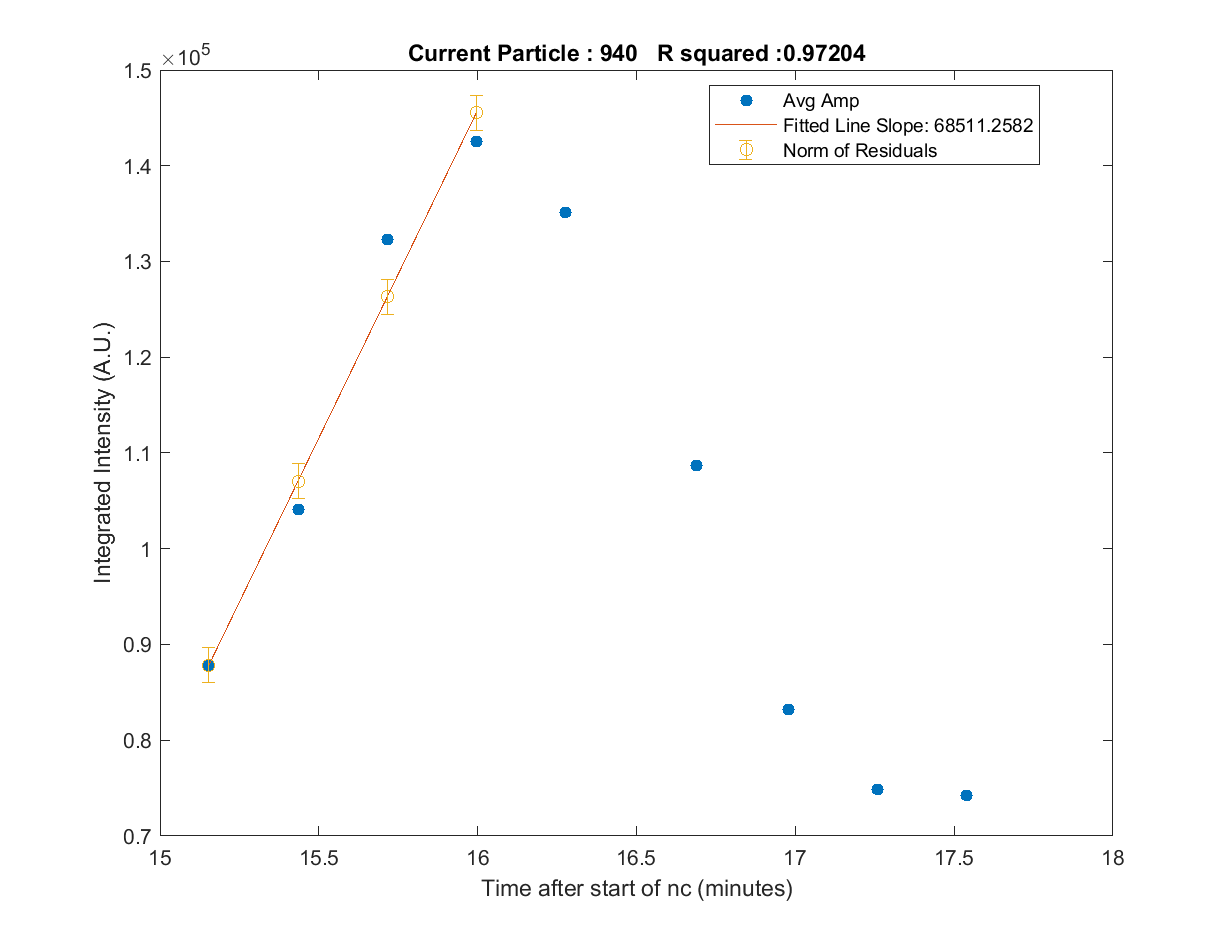 Current Particle : 940   R squared :0.97204
×10^5
1.5
1.4
1.3
1.2
1.1
1
0.9
0.8
0.7
Integrated Intensity (A.U.)
Avg Amp
Fitted Line Slope: 68511.2582
Norm of Residuals
15 15.5 16 16.5 17 17.5 18
Time after start of nc (minutes)